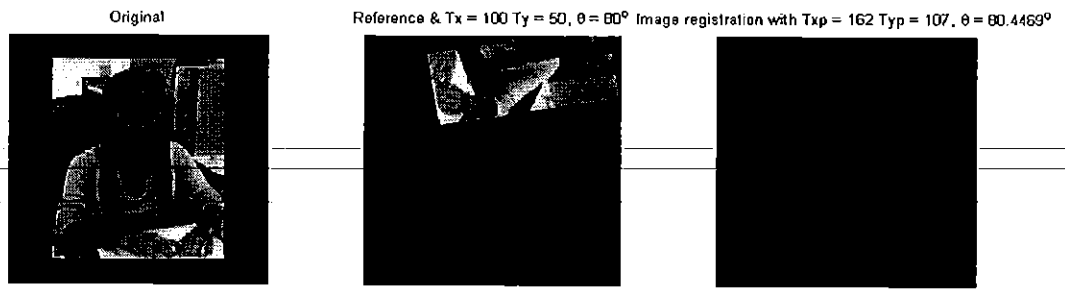 Original
Reference & Tx = 100 Ty = 50, θ = 80° Image registration with Txp = 162 Typ = 107, θ = 80.4469°